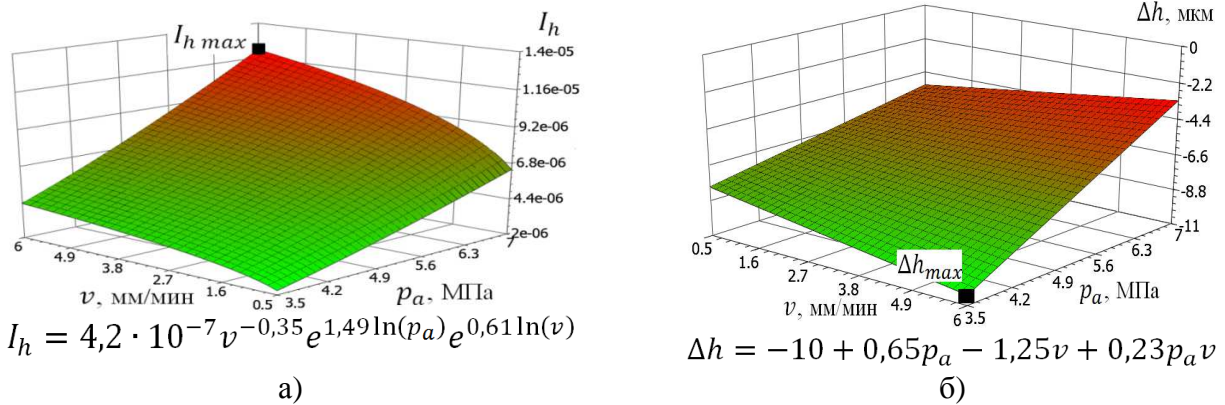 I_{h max}
I_h
1.4e-05
1.16e-05
9.2e-06
6.8e-06
4.4e-06
2e-06
6
4.9
3.8
2.7
1.6
0.5
3.5
4.2
4.9
5.6
6.3
7
v, мм/мин
p_a, МПа
I_h = 4,2 · 10^{-7} v^{-0,35} e^{1,49 ln(p_a)} e^{0,61 ln(v)}
а)
Δh, мкм
0
-2.2
-4.4
-6.6
-8.8
-11
0.5
1.6
2.7
3.8
4.9
6
3.5
4.2
4.9
5.6
6.3
7
Δh_{max}
v, мм/мин
p_a, МПа
Δh = −10 + 0,65p_a − 1,25v + 0,23p_a v
б)